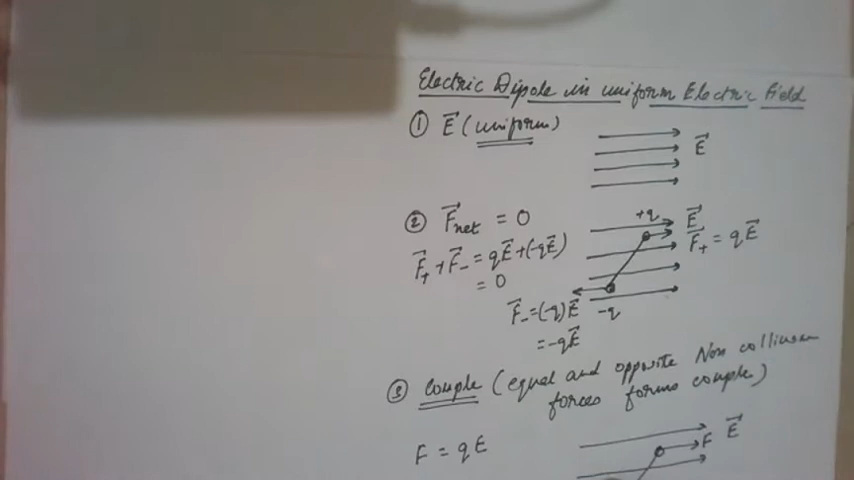 Electric Dipole in uniform Electric Field
① E⃗ (uniform)
E⃗
② F⃗net = 0
+q
E⃗
F⃗₊ + F⃗₋ = qE⃗ + (-qE⃗)
F⃗₊ = qE⃗
= 0
F⃗₋ = (-q)E⃗
-q
= -qE⃗
③ Couple (equal and opposite Non collinear
forces forms couple)
F = qE
F
E⃗